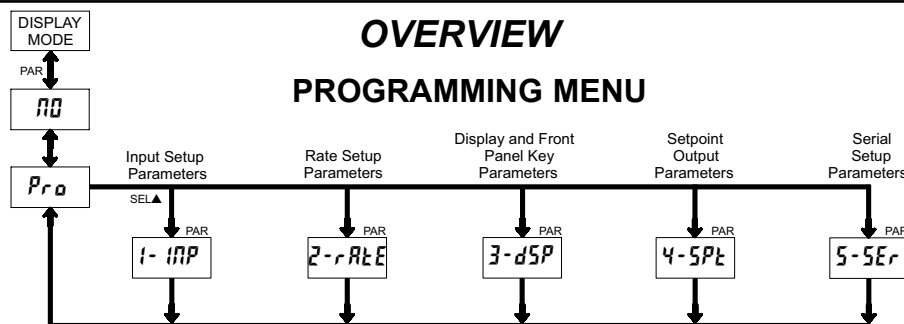 DISPLAY
MODE
OVERVIEW
PAR
PROGRAMMING MENU
NO
Pro
Input Setup
Parameters
Rate Setup
Parameters
Display and Front
Panel Key
Parameters
Setpoint
Output
Parameters
Serial
Setup
Parameters
SEL▲
PAR
PAR
PAR
PAR
PAR
1-INP
2-rAtE
3-dSP
4-SPt
5-SEr